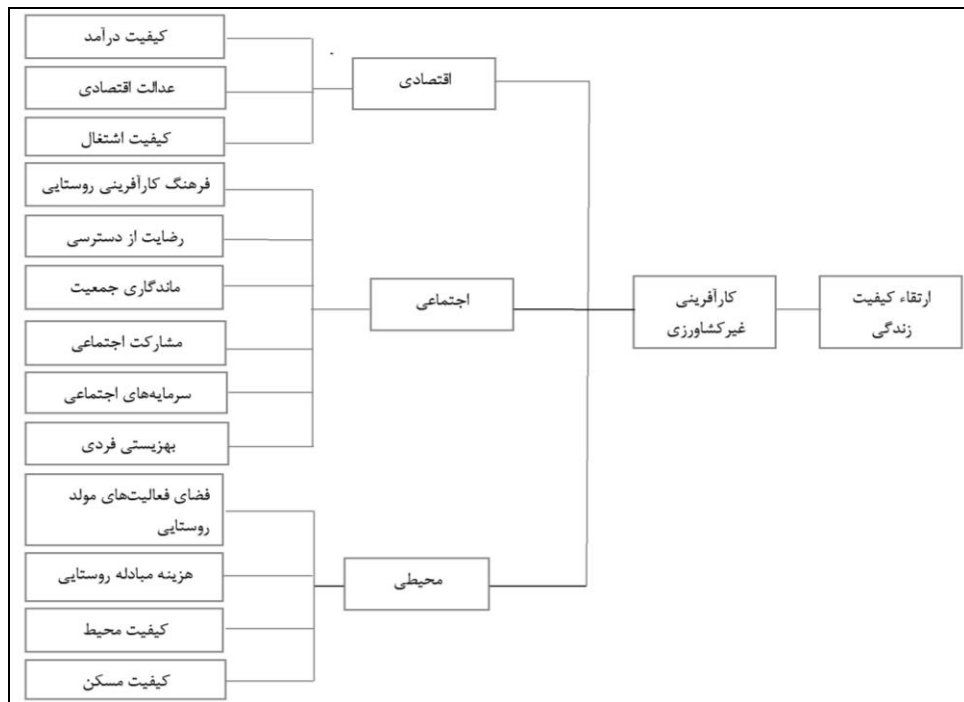 ارتقاء کیفیت
زندگی
کارآفرینی
غیرکشاورزی
اقتصادی
کیفیت درآمد
عدالت اقتصادی
کیفیت اشتغال
اجتماعی
فرهنگ کارآفرینی روستایی
رضایت از دسترسی
ماندگاری جمعیت
مشارکت اجتماعی
سرمایه‌های اجتماعی
بهزیستی فردی
محیطی
فضای فعالیت‌های مولد
روستایی
هزینه مبادله روستایی
کیفیت محیط
کیفیت مسکن